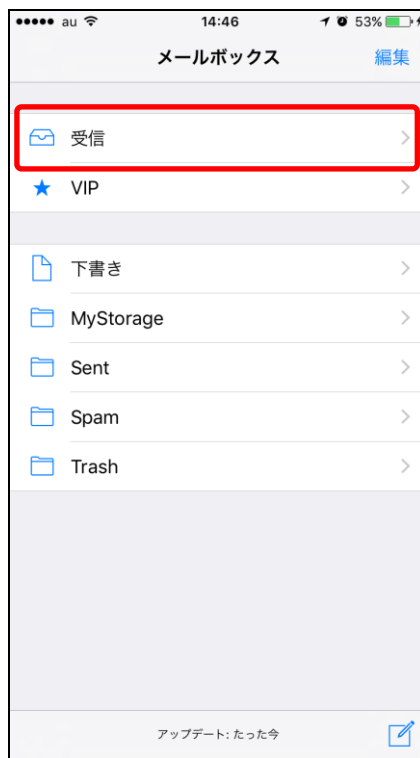 au 14:46 53%
メールボックス 編集
受信
VIP
下書き
MyStorage
Sent
Spam
Trash
アップデート: たった今